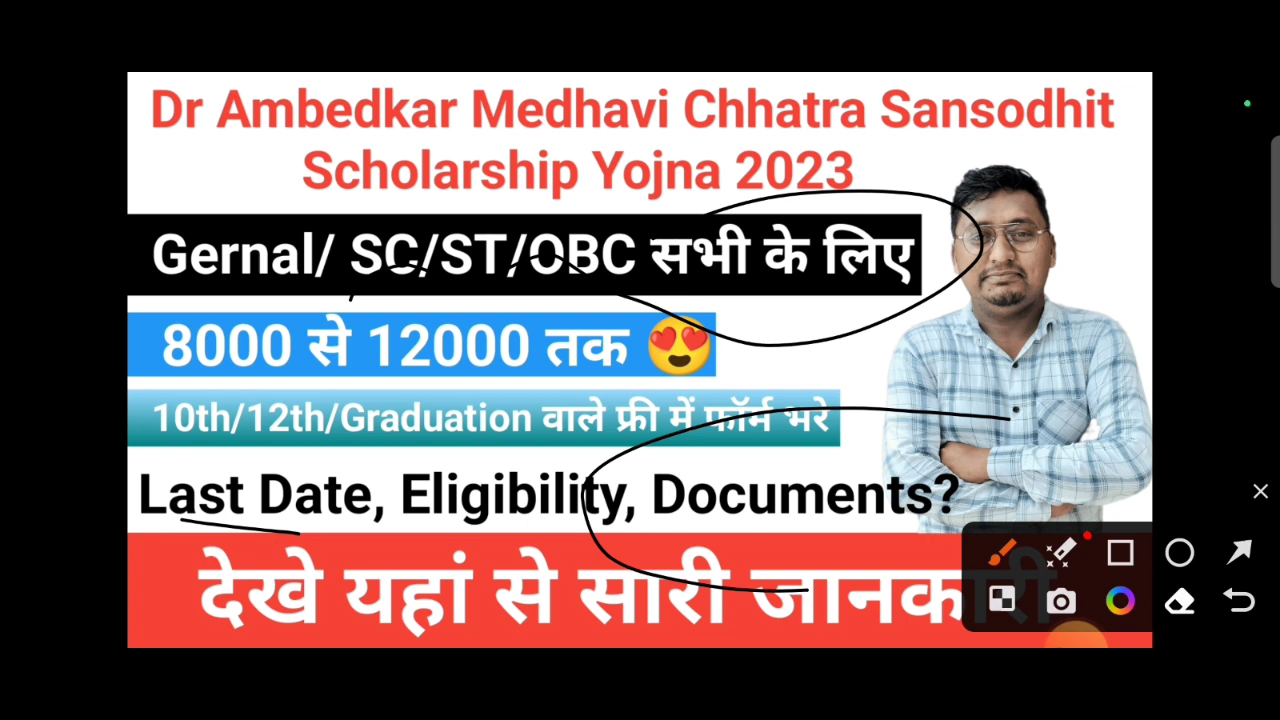 Dr Ambedkar Medhavi Chhatra Sansodhit
Scholarship Yojna 2023
Gernal/ SC/ST/OBC सभी के लिए
8000 से 12000 तक 😍
10th/12th/Graduation वाले फ्री में फॉर्म भरे
Last Date, Eligibility, Documents?
देखे यहां से सारी जानकारी